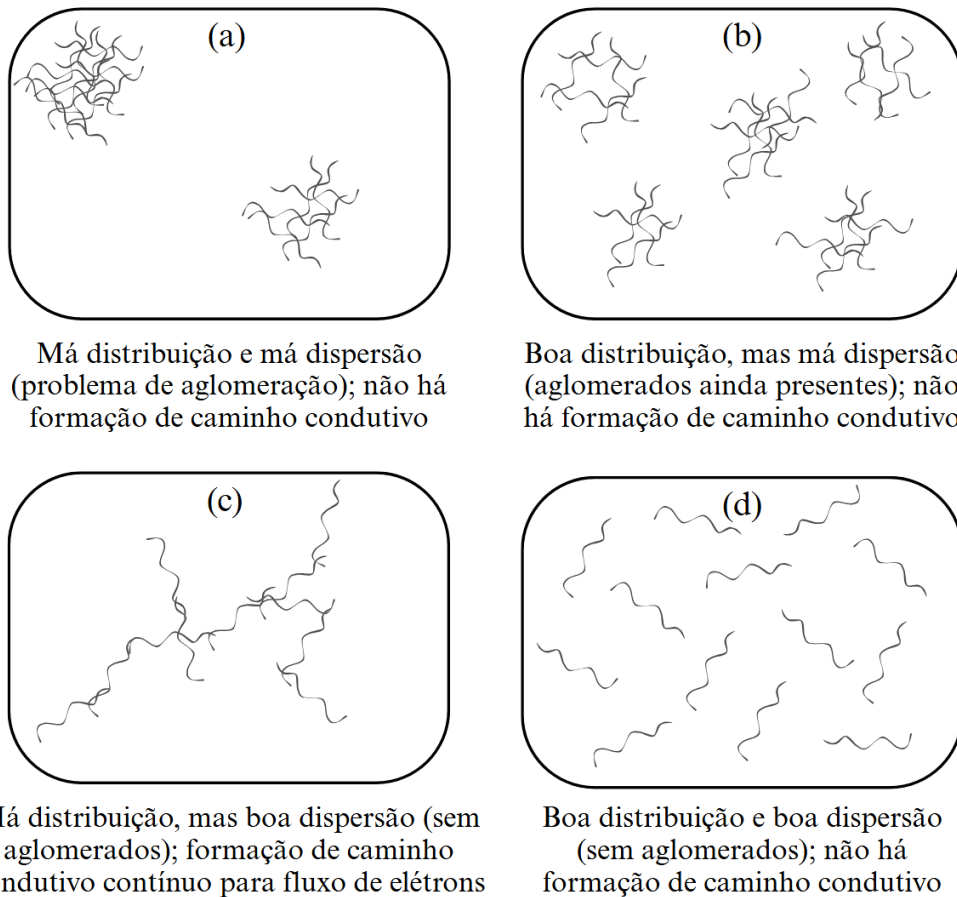 (a)
Má distribuição e má dispersão
(problema de aglomeração); não há
formação de caminho condutivo
(b)
Boa distribuição, mas má dispersão
(aglomerados ainda presentes); não
há formação de caminho condutivo
(c)
distribuição, mas boa dispersão (sem
aglomerados); formação de caminho
contínuo para fluxo de elétrons
(d)
Boa distribuição e boa dispersão
(sem aglomerados); não há
formação de caminho condutivo